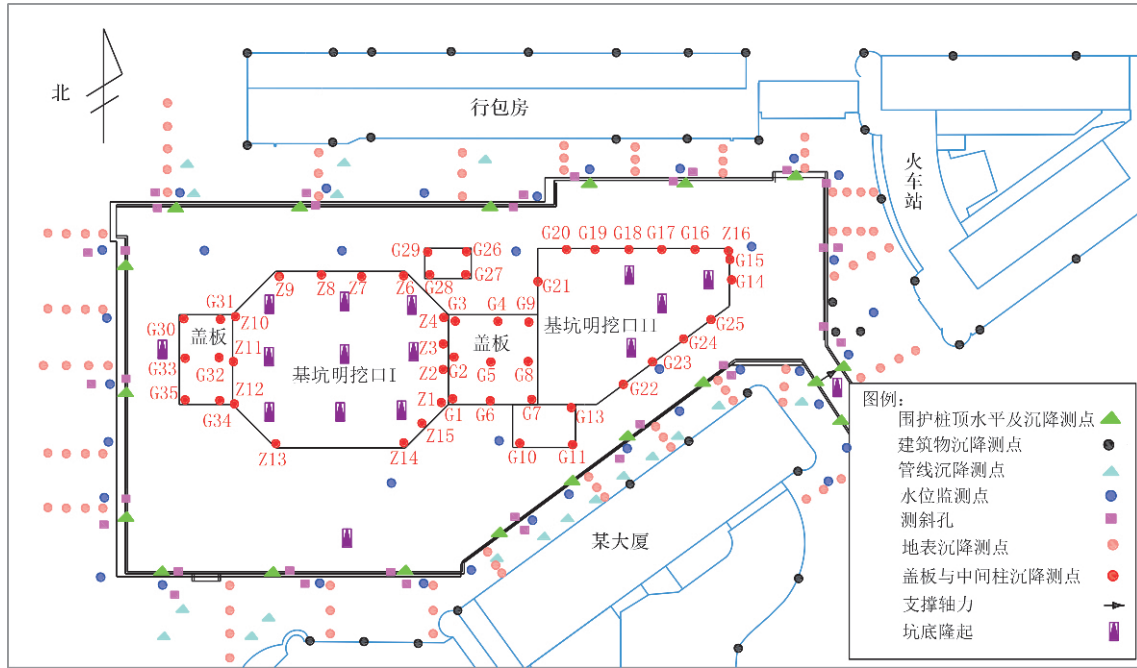 北
行包房
火车站
G20 G19 G18 G17 G16 Z16
G15
G14
G21
G29 G26
G28 G27
Z9 Z8 Z7 Z6
G31
G30
Z10
G3 G4 G9
Z4
盖板
盖板
基坑明挖口II
G25
Z11
Z3
G24
G33 G32
G2
G5
G8
G23
基坑明挖口I
Z2
Z12
G22
G35
G34
Z1
G1
G6
G7
G13
Z15
Z13
Z14
G10
G11
某大厦
图例:
围护桩顶水平及沉降测点
建筑物沉降测点
管线沉降测点
水位监测点
测斜孔
地表沉降测点
盖板与中间柱沉降测点
支撑轴力
坑底隆起